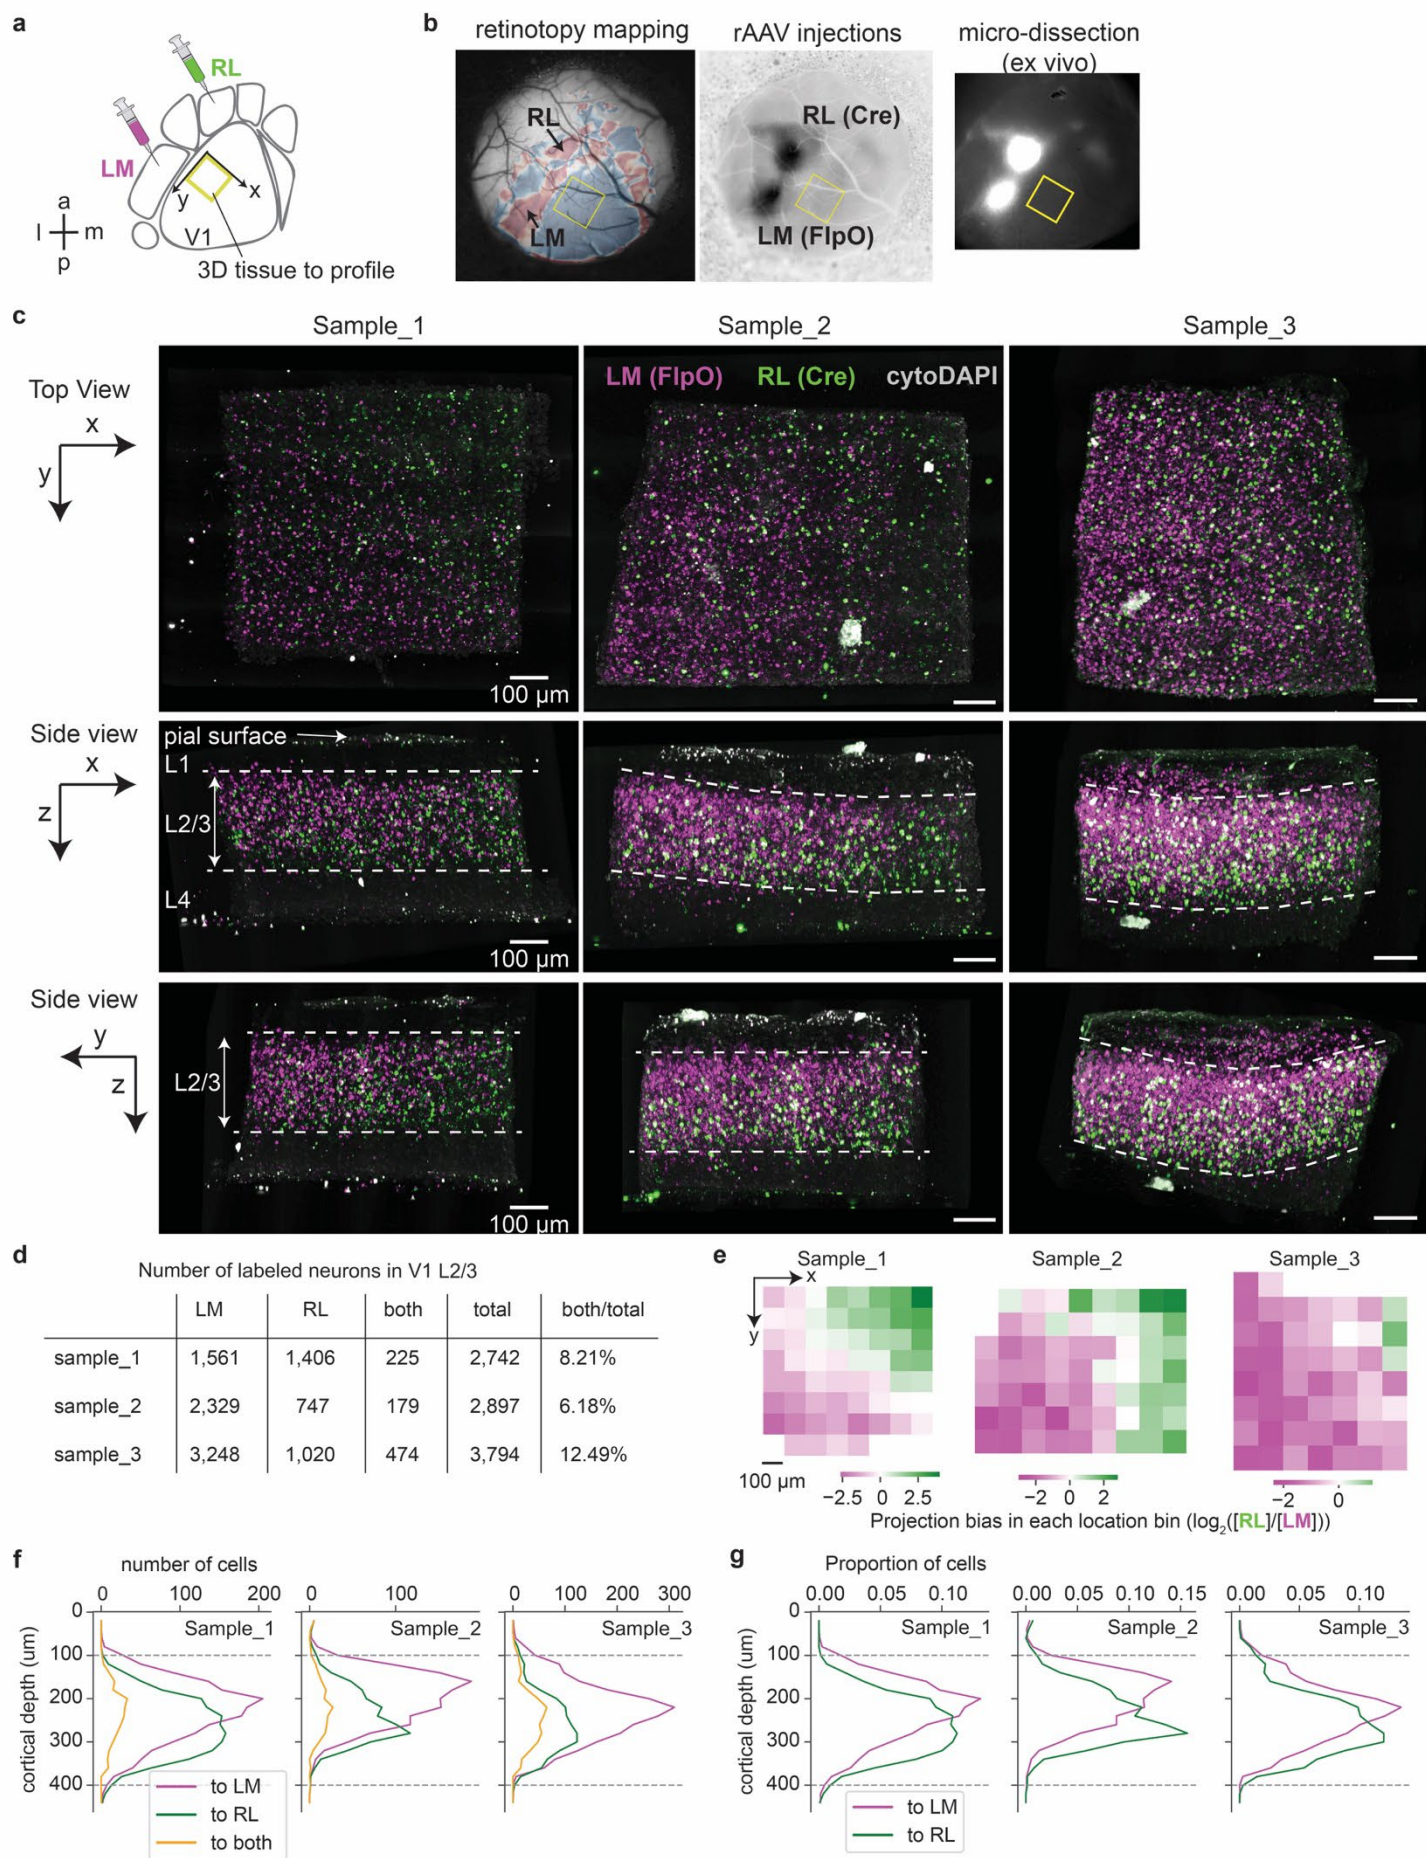 a
RL
LM
y
x
V1
a
l m
p
3D tissue to profile
b
retinotopy mapping
RL
LM
rAAV injections
RL (Cre)
LM (FlpO)
micro-dissection
(ex vivo)
c
Sample_1
Sample_2
Sample_3
Top View
x
y
LM (FlpO) RL (Cre) cytoDAPI
100 µm
Side view
x
z
pial surface
L1
L2/3
L4
100 µm
Side view
y
z
L2/3
100 µm
d
Number of labeled neurons in V1 L2/3
LM RL both total both/total
sample_1 1,561 1,406 225 2,742 8.21%
sample_2 2,329 747 179 2,897 6.18%
sample_3 3,248 1,020 474 3,794 12.49%
e
Sample_1
Sample_2
Sample_3
x
y
100 µm
−2.5 0 2.5
−2 0 2
−2 0
Projection bias in each location bin (log2([RL]/[LM]))
f
number of cells
0 100 200
0 100
0 100 200 300
Sample_1
Sample_2
Sample_3
0
100
200
300
400
cortical depth (um)
to LM
to RL
to both
g
Proportion of cells
0.00 0.05 0.10
0.00 0.05 0.10 0.15
0.00 0.05 0.10
Sample_1
Sample_2
Sample_3
0
100
200
300
400
cortical depth (um)
to LM
to RL